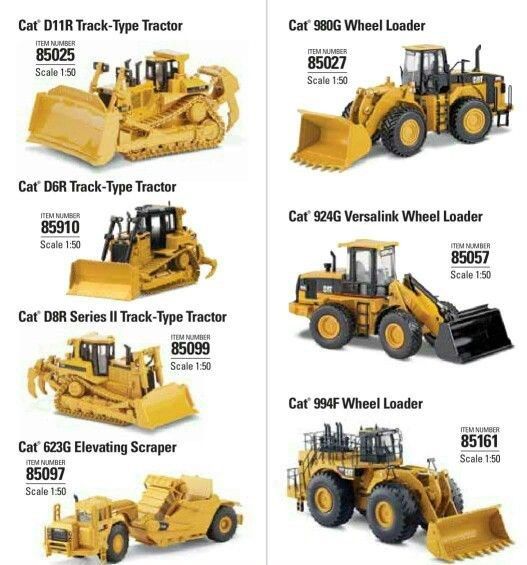 Cat® D11R Track-Type Tractor
ITEM NUMBER
85025
Scale 1:50
Cat® D6R Track-Type Tractor
ITEM NUMBER
85910
Scale 1:50
Cat® D8R Series II Track-Type Tractor
ITEM NUMBER
85099
Scale 1:50
Cat® 623G Elevating Scraper
ITEM NUMBER
85097
Scale 1:50
Cat® 980G Wheel Loader
ITEM NUMBER
85027
Scale 1:50
CAT
Cat® 924G Versalink Wheel Loader
ITEM NUMBER
85057
Scale 1:50
CAT
Cat® 994F Wheel Loader
ITEM NUMBER
85161
Scale 1:50